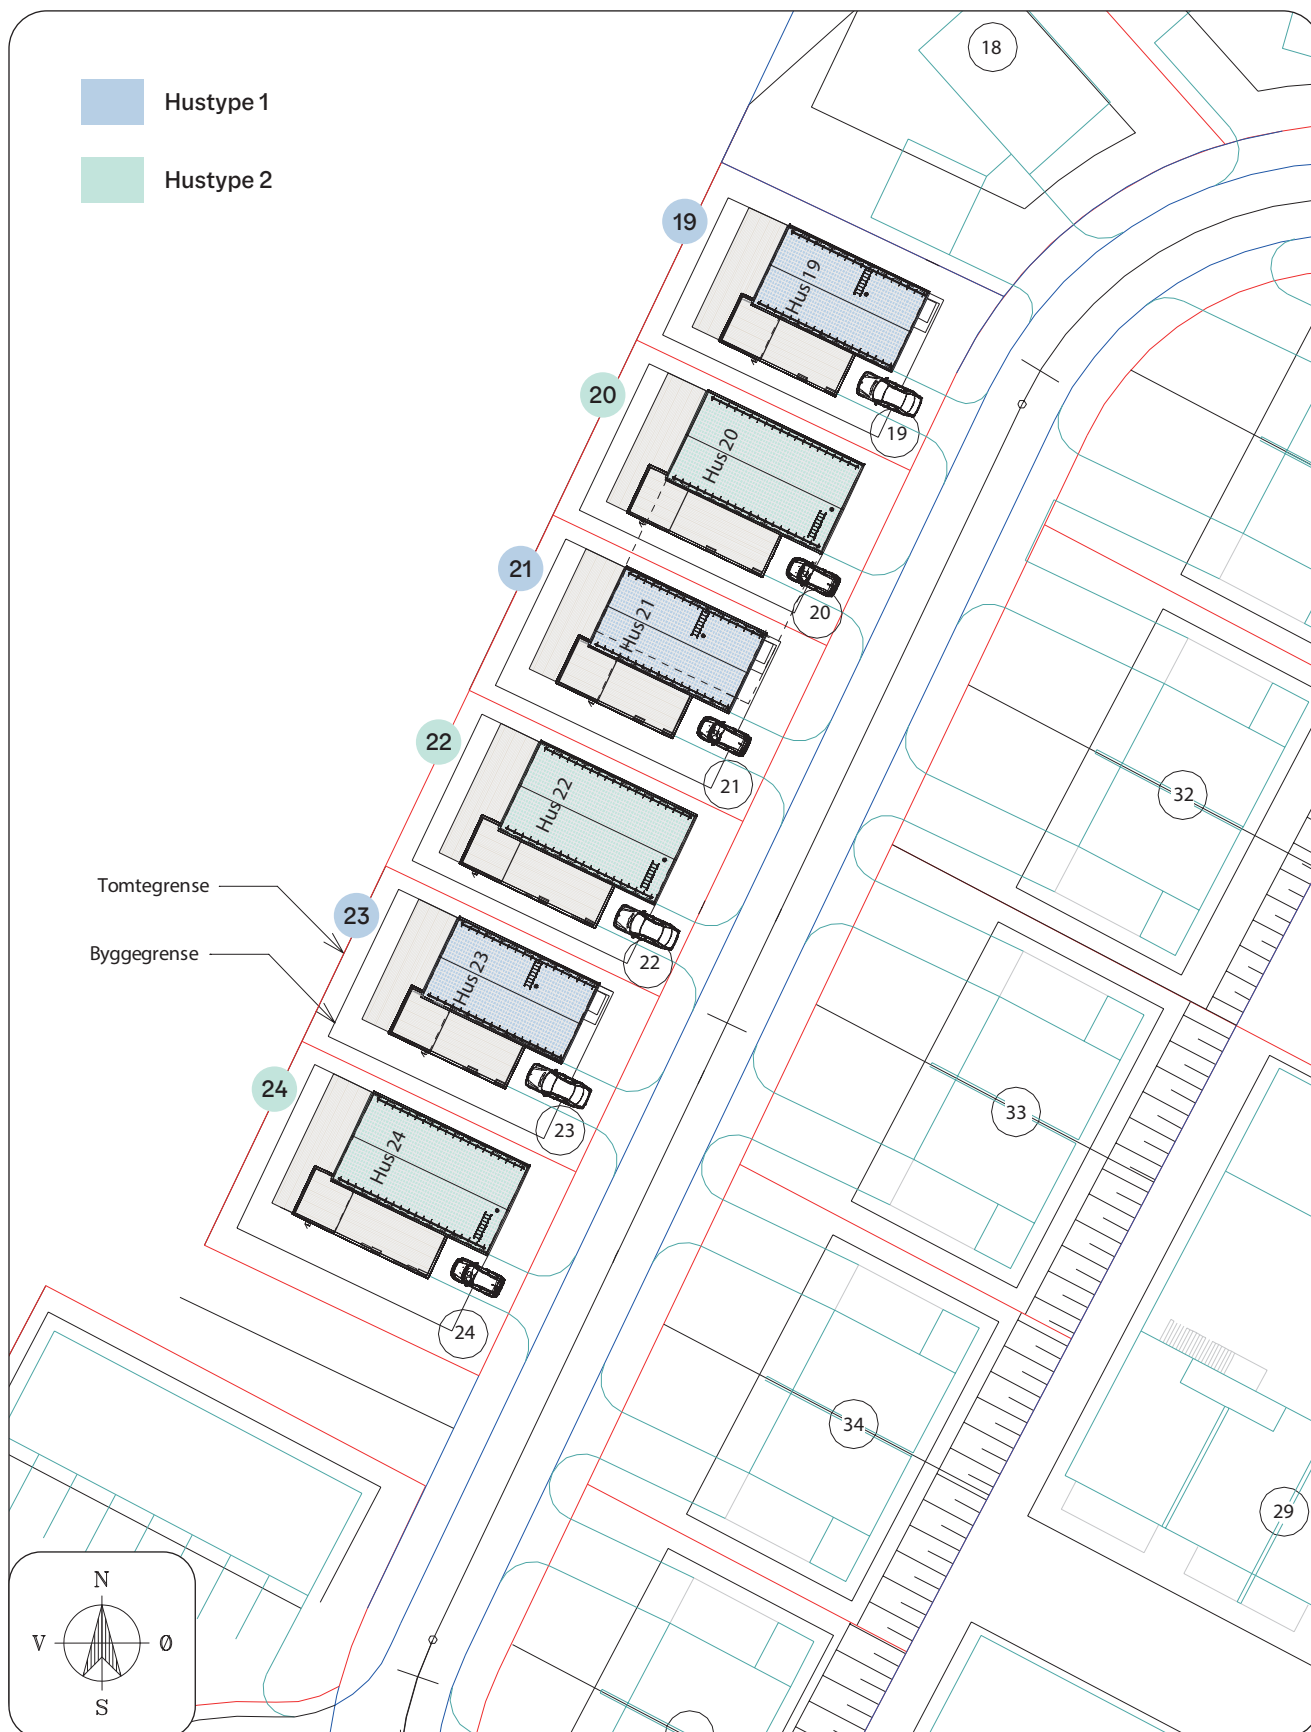 Hustype 1
Hustype 2
18
19
Hus 19
19
20
Hus 20
20
21
Hus 21
21
22
Hus 22
22
Tomtegrense
23
Byggegrense
Hus 23
23
24
Hus 24
24
32
33
34
29
N
V Ø
S